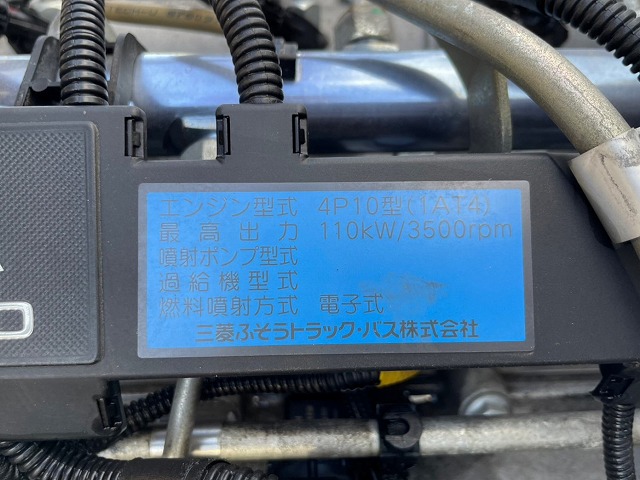 エンジン型式 4P10型(1AT4)
最高出力 110kW/3500rpm
噴射ポンプ型式
過給機型式
燃料噴射方式 電子式
三菱ふそうトラック・バス株式会社